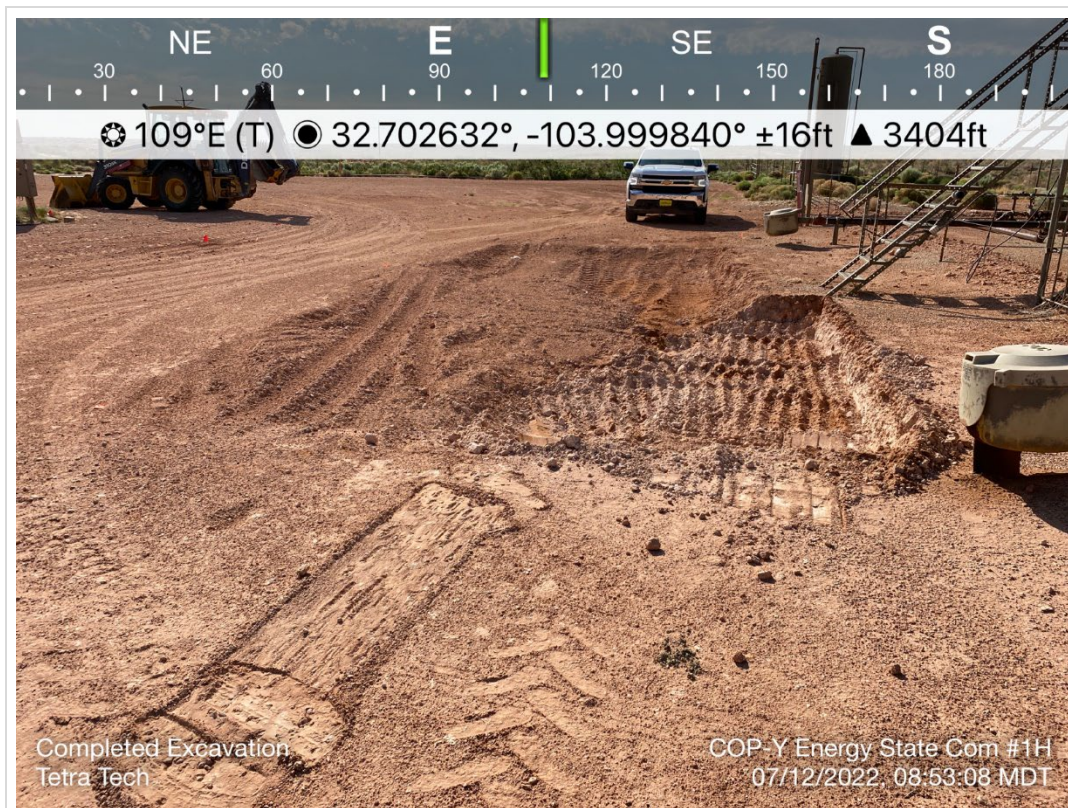 NE E SE S
30 60 90 120 150 180
109°E (T) 32.702632°, -103.999840° ±16ft ▲ 3404ft
Completed Excavation
Tetra Tech
COP-Y Energy State Com #1H
07/12/2022, 08:53:08 MDT